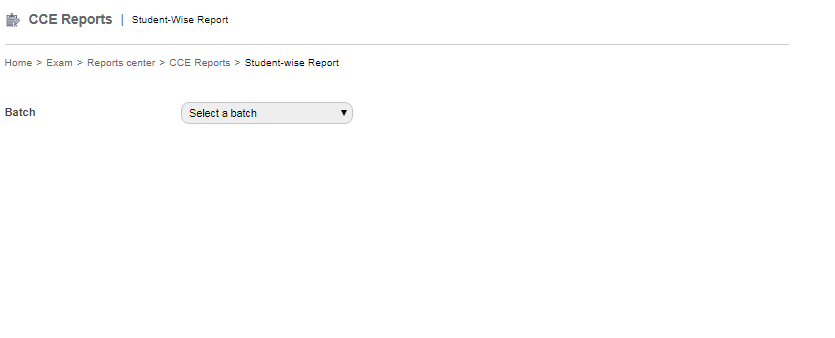 CCE Reports | Student-Wise Report
Home > Exam > Reports center > CCE Reports > Student-wise Report
Batch Select a batch